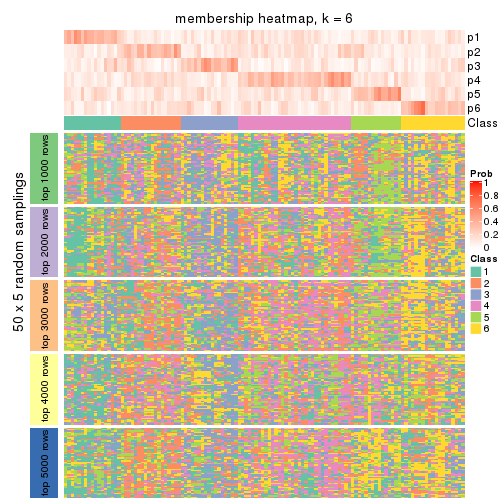 membership heatmap, k = 6
p1
p2
p3
p4
p5
p6
Class
50 x 5 random samplings
top 1000 rows
top 2000 rows
top 3000 rows
top 4000 rows
top 5000 rows
Prob
1
0.8
0.6
0.4
0.2
0
Class
1
2
3
4
5
6